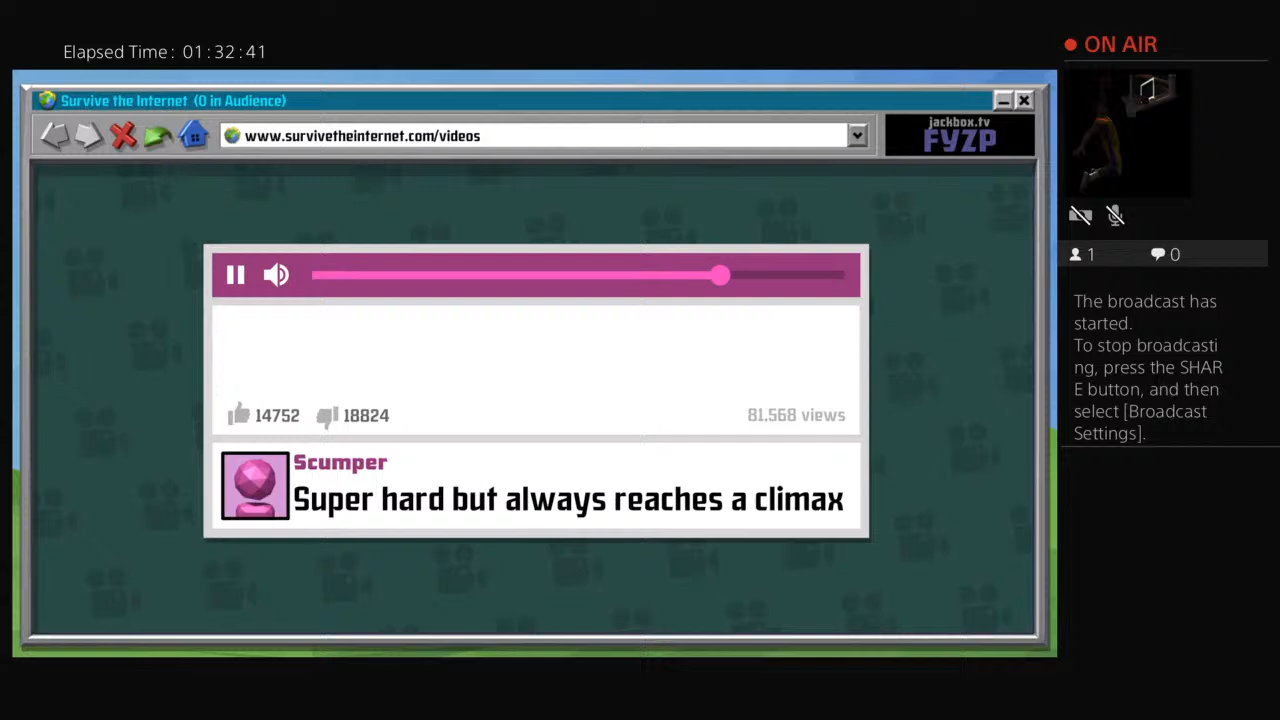 Elapsed Time: 01:32:41
ON AIR
Survive the Internet (0 in Audience)
www.survivetheinternet.com/videos
jackbox.tv
FYZP
1
0
14752
18824
81,568 views
Scumper
Super hard but always reaches a climax
The broadcast has
started.
To stop broadcasti
ng, press the SHAR
E button, and then
select [Broadcast
Settings].